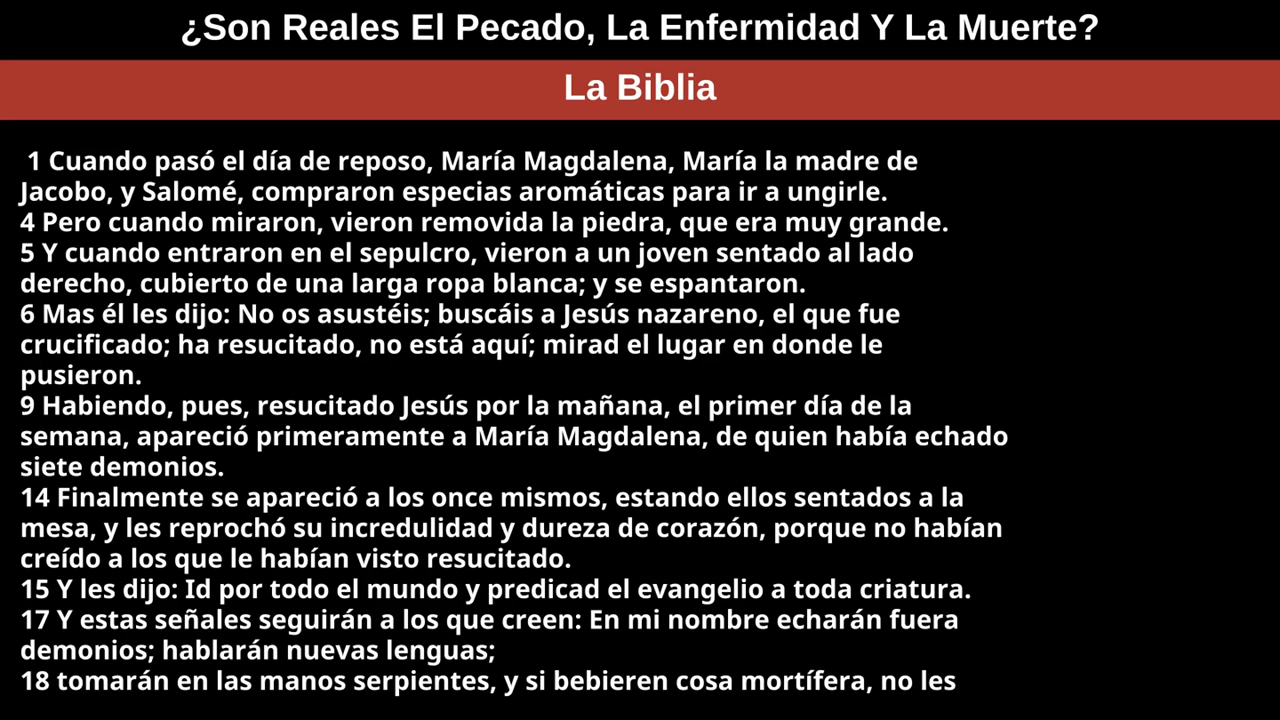 ¿Son Reales El Pecado, La Enfermidad Y La Muerte?
La Biblia
1 Cuando pasó el día de reposo, María Magdalena, María la madre de
Jacobo, y Salomé, compraron especias aromáticas para ir a ungirle.
4 Pero cuando miraron, vieron removida la piedra, que era muy grande.
5 Y cuando entraron en el sepulcro, vieron a un joven sentado al lado
derecho, cubierto de una larga ropa blanca; y se espantaron.
6 Mas él les dijo: No os asustéis; buscáis a Jesús nazareno, el que fue
crucificado; ha resucitado, no está aquí; mirad el lugar en donde le
pusieron.
9 Habiendo, pues, resucitado Jesús por la mañana, el primer día de la
semana, apareció primeramente a María Magdalena, de quien había echado
siete demonios.
14 Finalmente se apareció a los once mismos, estando ellos sentados a la
mesa, y les reprochó su incredulidad y dureza de corazón, porque no habían
creído a los que le habían visto resucitado.
15 Y les dijo: Id por todo el mundo y predicad el evangelio a toda criatura.
17 Y estas señales seguirán a los que creen: En mi nombre echarán fuera
demonios; hablarán nuevas lenguas;
18 tomarán en las manos serpientes, y si bebieren cosa mortífera, no les